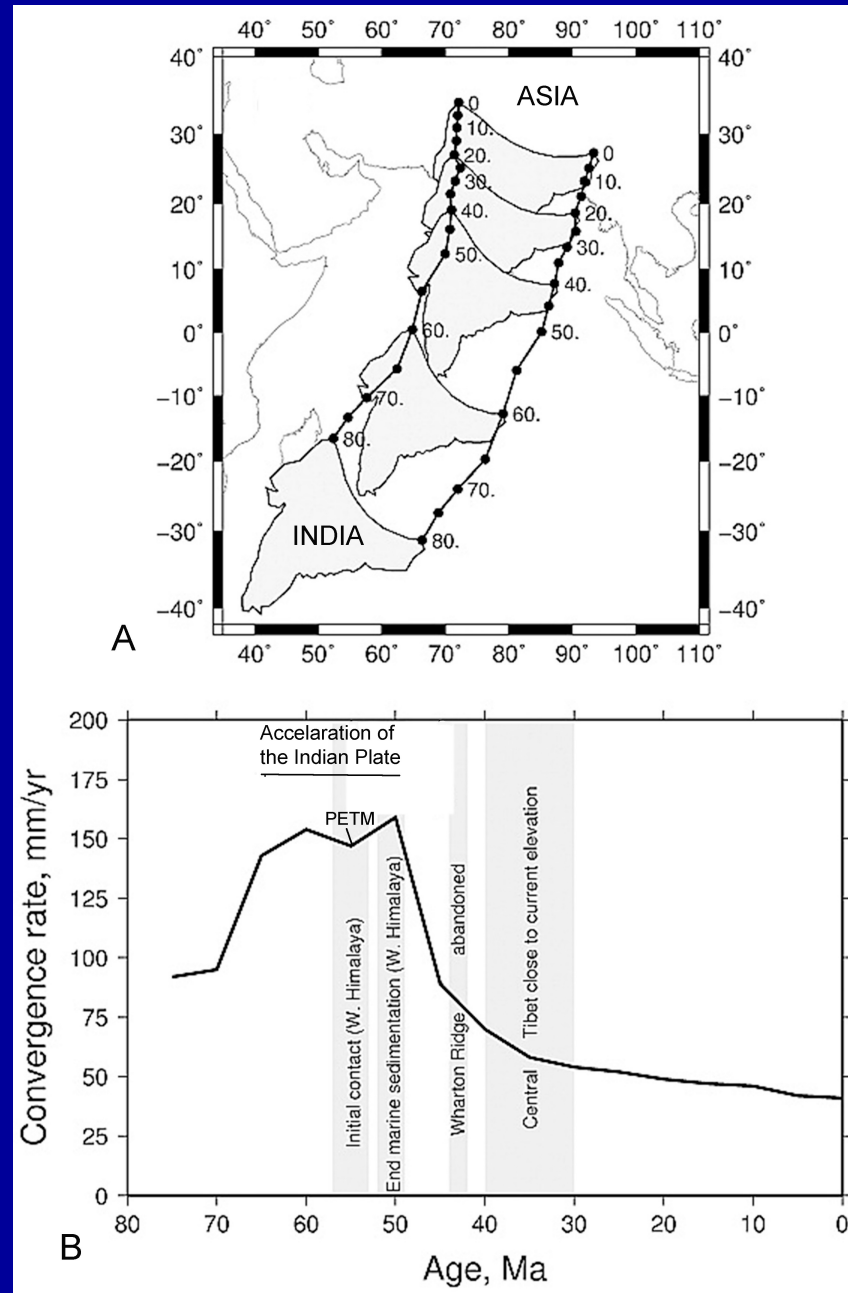 40° 50° 60° 70° 80° 90° 100° 110°
40° 40°
ASIA
0
10.
30° 30°
20.
0
30.
10.
20° 20°
40.
20.
30.
50.
10° 10°
40.
60.
50.
0° 0°
70.
−10° −10°
60.
80.
−20° −20°
70.
INDIA
−30° −30°
80.
−40° −40°
A
40° 50° 60° 70° 80° 90° 100° 110°
200
Accelaration of
the Indian Plate
175
PETM
150
125
100
75
50
25
0
Convergence rate, mm/yr
Initial contact (W. Himalaya)
End marine sedimentation (W. Himalaya)
Wharton Ridge abandoned
Central Tibet close to current elevation
80 70 60 50 40 30 20 10 0
B
Age, Ma